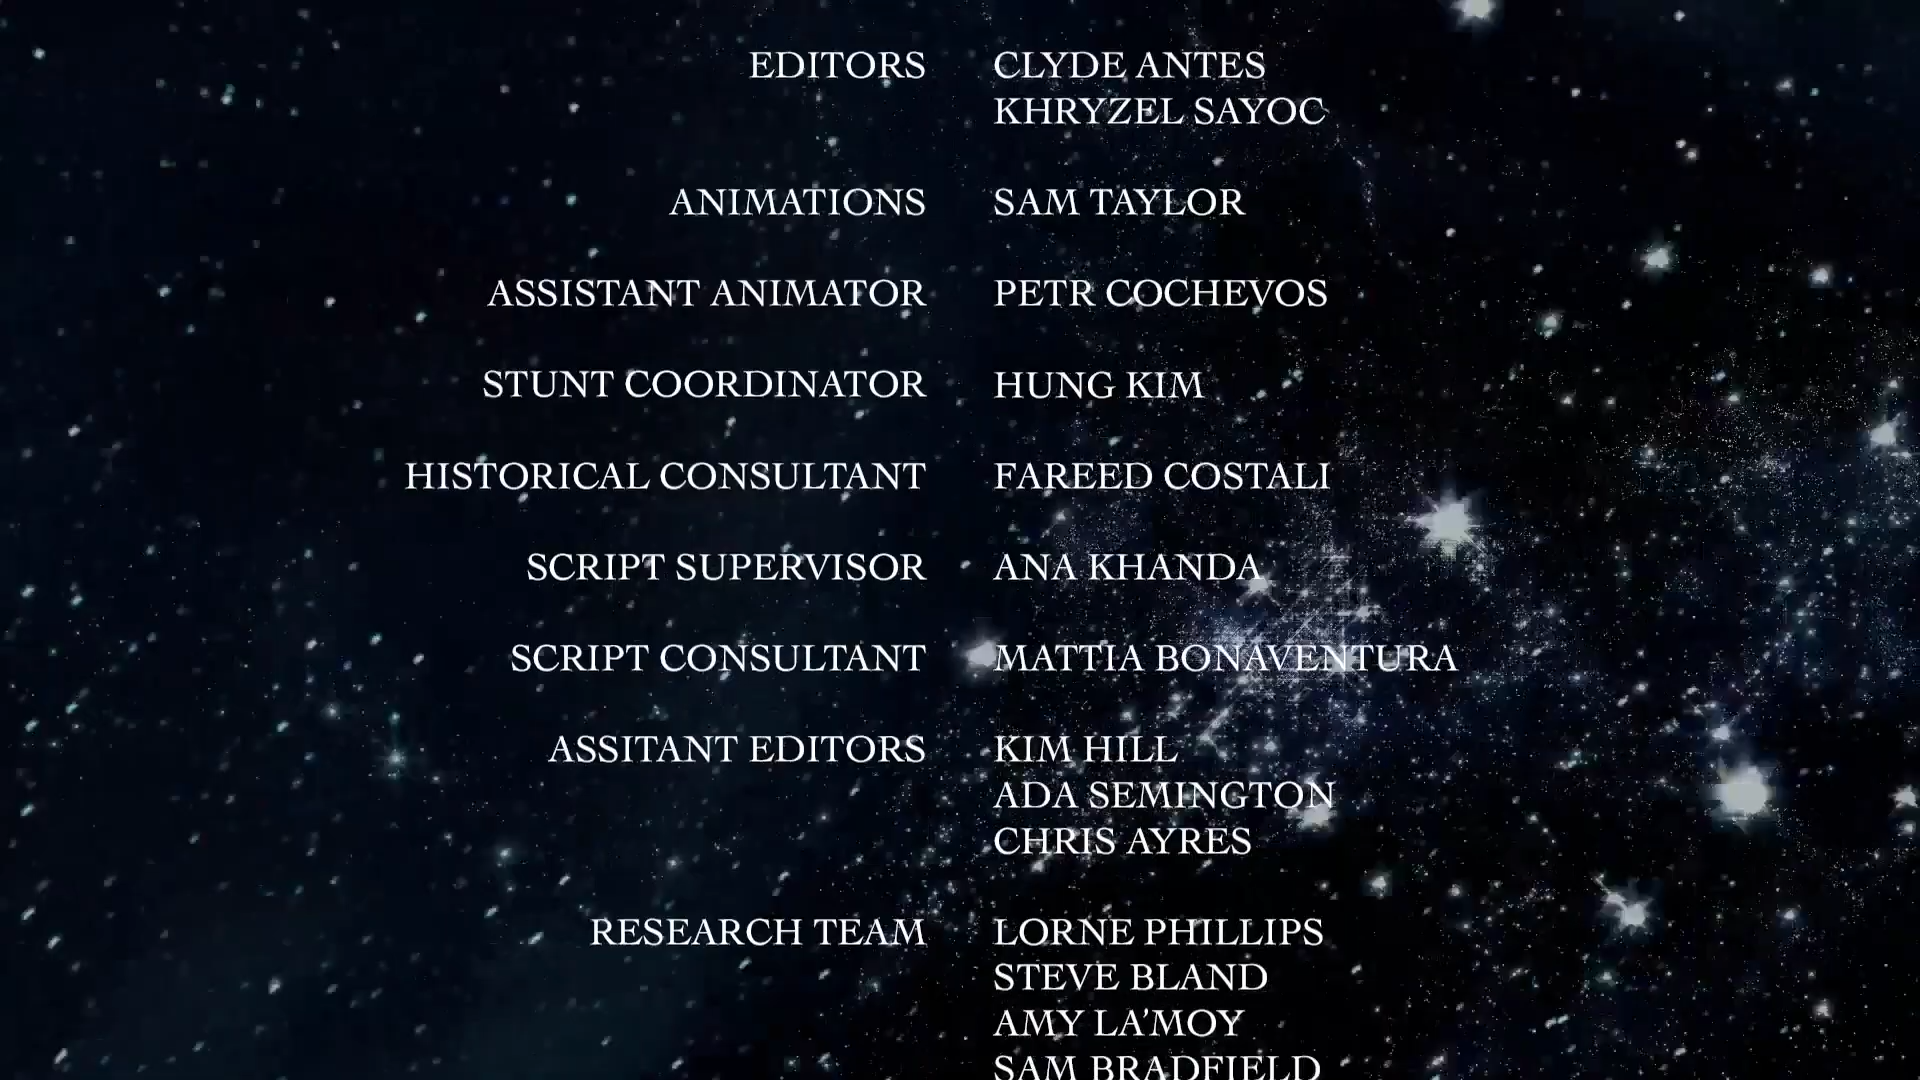 EDITORS CLYDE ANTES
KHRYZEL SAYOC
ANIMATIONS SAM TAYLOR
ASSISTANT ANIMATOR PETR COCHEVOS
STUNT COORDINATOR HUNG KIM
HISTORICAL CONSULTANT FAREED COSTALI
SCRIPT SUPERVISOR ANA KHANDA
SCRIPT CONSULTANT MATTIA BONAVENTURA
ASSITANT EDITORS KIM HILL
ADA SEMINGTON
CHRIS AYRES
RESEARCH TEAM LORNE PHILLIPS
STEVE BLAND
AMY LA'MOY
SAM BRADFIELD